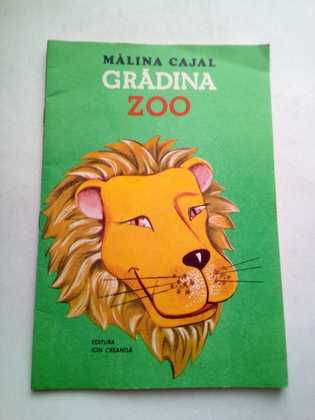 MĂLINA CAJAL
GRĂDINA
ZOO
EDITURA
ION CREANGĂ